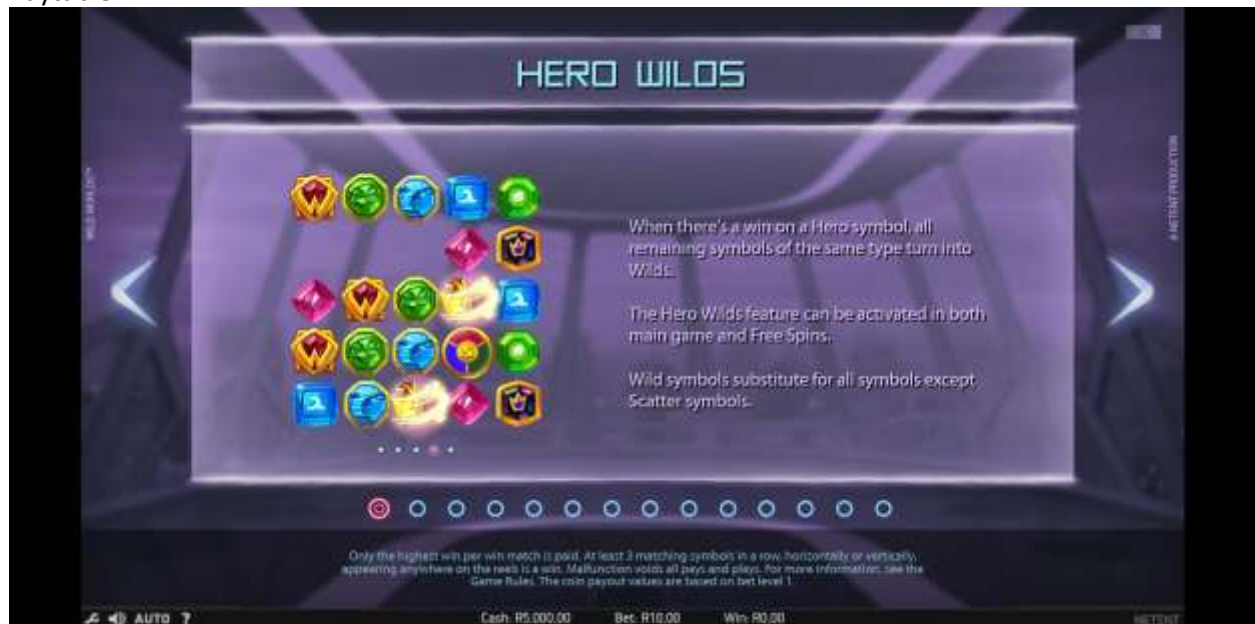 HERO WILDS
When there's a win on a Hero symbol, all
remaining symbols of the same type turn into
Wilds.
The Hero Wilds feature can be activated in both
main game and Free Spins.
Wild symbols substitute for all symbols except
Scatter symbols.
A NETENT PRODUCTION
Only the highest win per win match is paid. At least 3 matching symbols in a row, horizontally or vertically,
appearing anywhere on the reels is a win. Malfunction voids all pays and plays. For more information, see the
Game Rules. The coin payout values are based on bet level 1.
AUTO ? Cash: R5,000.00 Bet: R10.00 Win: R0.00 NETENT